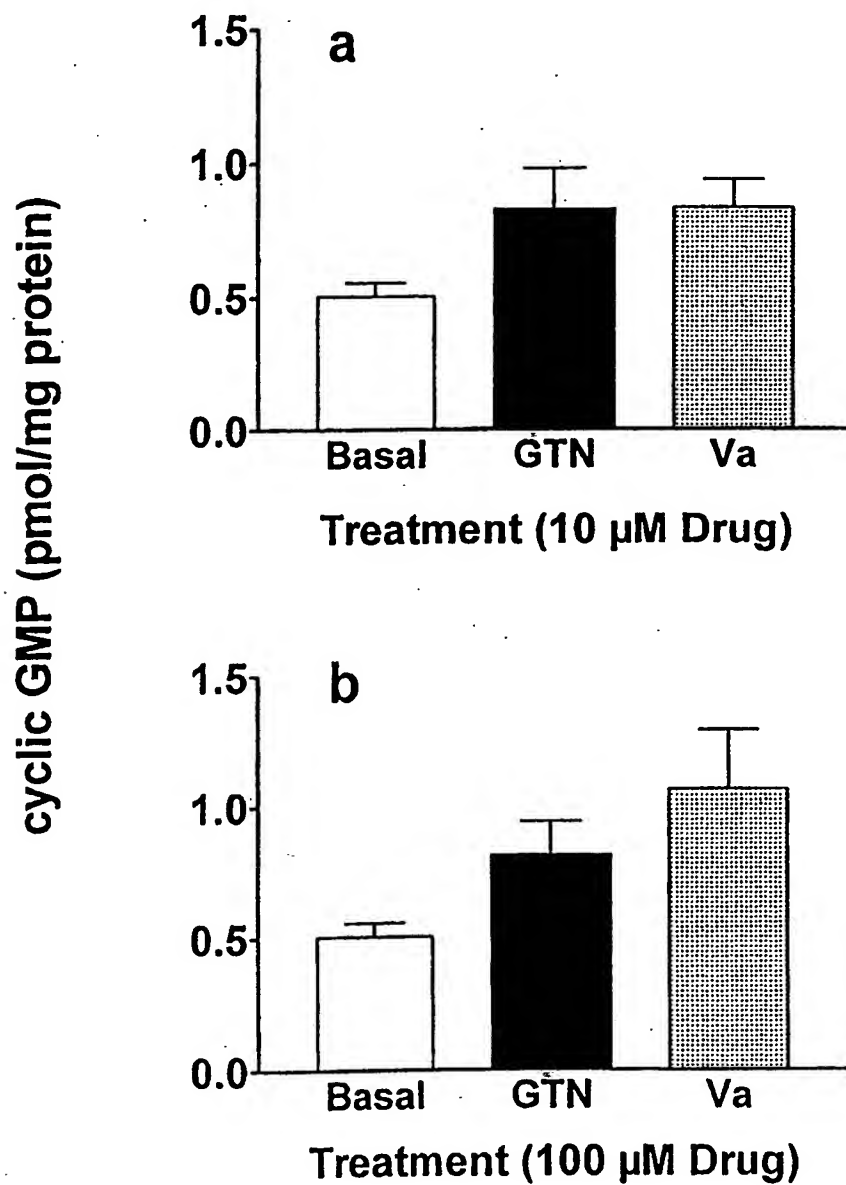 cyclic GMP (pmol/mg protein)
a
1.5
1.0
0.5
0.0
Basal GTN Va
Treatment (10 µM Drug)
b
1.5
1.0
0.5
0.0
Basal GTN Va
Treatment (100 µM Drug)